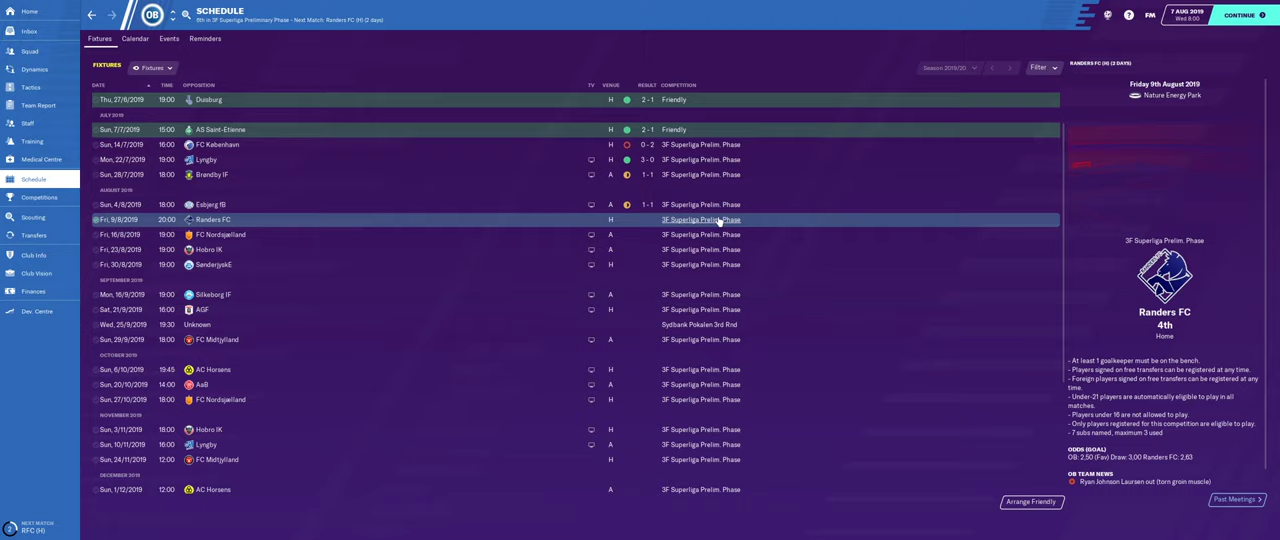 Home
Inbox
Squad
Dynamics
Tactics
Team Report
Staff
Training
Medical Centre
Schedule
Competitions
Scouting
Transfers
Club Info
Club Vision
Finances
Dev. Centre
2
NEXT MATCH
RFC (H)
OB
SCHEDULE
8th in 3F Superliga Preliminary Phase - Next Match: Randers FC (H) (2 days)
FM
7 AUG 2019
Wed 8:00
CONTINUE
Fixtures Calendar Events Reminders
FIXTURES Fixtures Season 2019/20 Filter
DATE TIME OPPOSITION TV VENUE RESULT COMPETITION
Thu, 27/6/2019 19:00 Duisburg H 2 - 1 Friendly
JULY 2019
Sun, 7/7/2019 15:00 AS Saint-Etienne H 2 - 1 Friendly
Sun, 14/7/2019 16:00 FC København H 0 - 2 3F Superliga Prelim. Phase
Mon, 22/7/2019 19:00 Lyngby H 3 - 0 3F Superliga Prelim. Phase
Sun, 28/7/2019 18:00 Brøndby IF A 1 - 1 3F Superliga Prelim. Phase
AUGUST 2019
Sun, 4/8/2019 18:00 Esbjerg fB A 1 - 1 3F Superliga Prelim. Phase
Fri, 9/8/2019 20:00 Randers FC H 3F Superliga Prelim. Phase
Fri, 16/8/2019 19:00 FC Nordsjælland A 3F Superliga Prelim. Phase
Fri, 23/8/2019 19:00 Hobro IK A 3F Superliga Prelim. Phase
Fri, 30/8/2019 19:00 SønderjyskE H 3F Superliga Prelim. Phase
SEPTEMBER 2019
Mon, 16/9/2019 19:00 Silkeborg IF A 3F Superliga Prelim. Phase
Sat, 21/9/2019 16:00 AGF H 3F Superliga Prelim. Phase
Wed, 25/9/2019 19:30 Unknown Sydbank Pokalen 3rd Rnd
Sun, 29/9/2019 18:00 FC Midtjylland A 3F Superliga Prelim. Phase
OCTOBER 2019
Sun, 6/10/2019 19:45 AC Horsens H 3F Superliga Prelim. Phase
Sun, 20/10/2019 14:00 AaB A 3F Superliga Prelim. Phase
Sun, 27/10/2019 18:00 FC Nordsjælland H 3F Superliga Prelim. Phase
NOVEMBER 2019
Sun, 3/11/2019 18:00 Hobro IK H 3F Superliga Prelim. Phase
Sun, 10/11/2019 16:00 Lyngby A 3F Superliga Prelim. Phase
Sun, 24/11/2019 12:00 FC Midtjylland H 3F Superliga Prelim. Phase
DECEMBER 2019
Sun, 1/12/2019 12:00 AC Horsens A 3F Superliga Prelim. Phase
Arrange Friendly
RANDERS FC (H) (2 DAYS)
Friday 9th August 2019
Nature Energy Park
3F Superliga Prelim. Phase
Randers FC
4th
Home
- At least 1 goalkeeper must be on the bench.
- Players signed on free transfers can be registered at any time.
- Foreign players signed on free transfers can be registered at any
time.
- Under-21 players are automatically eligible to play in all
matches.
- Players under 16 are not allowed to play.
- Only players registered for this competition are eligible to play.
- 7 subs named, maximum 3 used
ODDS (GOAL)
OB: 2,50 (Fav) Draw: 3,00 Randers FC: 2,63
OB TEAM NEWS
Ryan Johnson Laursen out (torn groin muscle)
Past Meetings